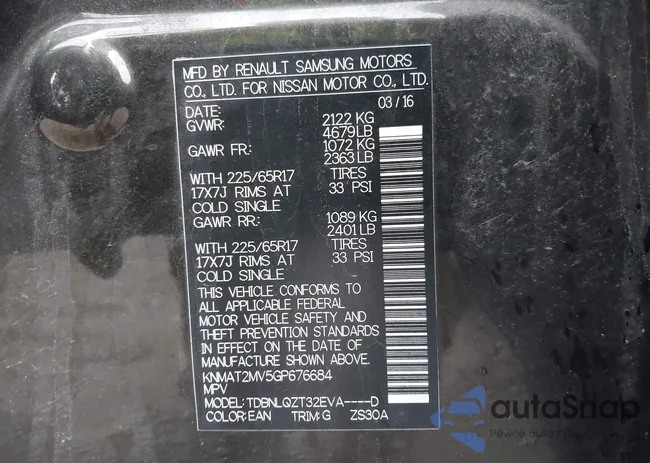 MFD BY RENAULT SAMSUNG MOTORS
CO., LTD. FOR NISSAN MOTOR CO., LTD.
DATE: 03/16
GVWR: 2122 KG
4679LB
GAWR FR: 1072 KG
2363 LB
WITH 225/65R17 TIRES
17X7J RIMS AT 33 PSI
COLD SINGLE
GAWR RR: 1089 KG
2401 LB
WITH 225/65R17 TIRES
17X7J RIMS AT 33 PSI
COLD SINGLE
THIS VEHICLE CONFORMS TO
ALL APPLICABLE FEDERAL
MOTOR VEHICLE SAFETY AND
THEFT PREVENTION STANDARDS
IN EFFECT ON THE DATE OF
MANUFACTURE SHOWN ABOVE.
KNMAT2MV5GP676684
MPV
MODEL: TDBNLQZT32EVA----D
COLOR: EAN TRIM: G ZS30A
autoSnap
Pewne auto z